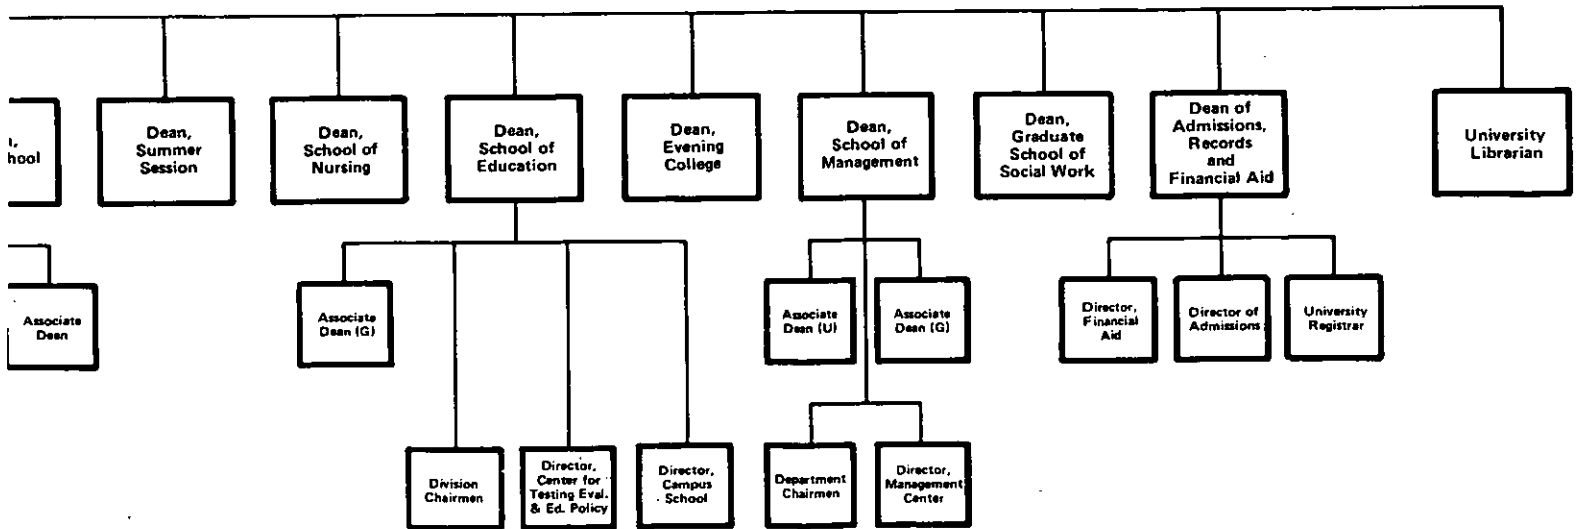 hool
Dean,
Summer
Session
Dean,
School of
Nursing
Dean,
School of
Education
Dean,
Evening
College
Dean,
School of
Management
Dean,
Graduate
School of
Social Work
Dean of
Admissions,
Records
and
Financial Aid
University
Librarian
Associate
Dean
Associate
Dean (G)
Associate
Dean (U)
Associate
Dean (G)
Director,
Financial
Aid
Director of
Admissions
University
Registrar
Division
Chairmen
Director,
Center for
Testing Eval.
& Ed. Policy
Director,
Campus
School
Department
Chairmen
Director,
Management
Center